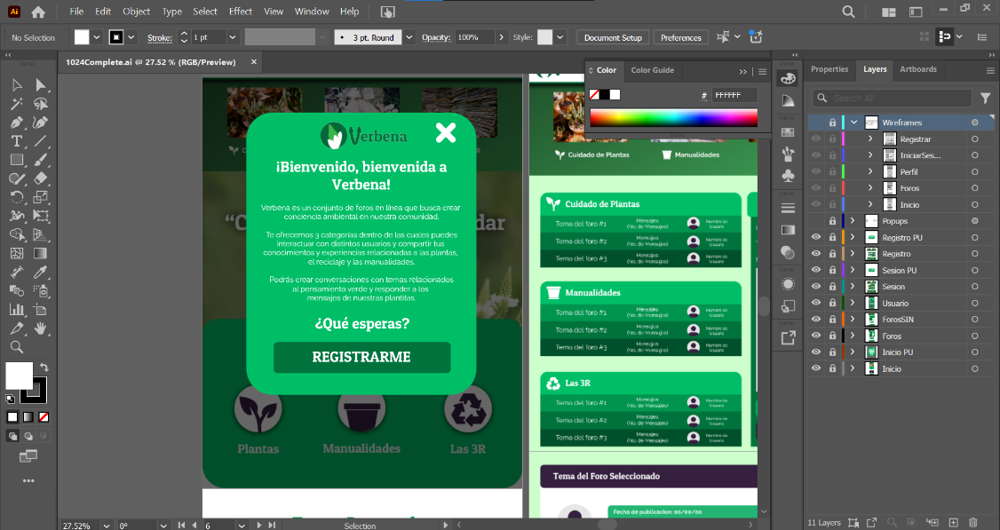 Ai File Edit Object Type Select Effect View Window Help
No Selection Stroke: 1 pt 3 pt. Round Opacity: 100% Style: Document Setup Preferences
1024Complete.ai @ 27.52 % (RGB/Preview) ×
Verbena
¡Bienvenido, bienvenida a
Verbena!
Verbena es un conjunto de foros en línea que busca crear
conciencia ambiental en nuestra comunidad.
Te ofrecemos 3 categorías dentro de las cuales puedes
interactuar con distintos usuarios y compartir tus
conocimientos y experiencias relacionadas a las plantas,
el reciclaje y las manualidades.
Podrás crear conversaciones con temas relacionados
al pensamiento verde y responder a los
mensajes de nuestras plantitas.
¿Qué esperas?
REGISTRARME
“C
dar
Plantas Manualidades Las 3R
Color Color Guide
# FFFFFF
Cuidado de Plantas Manualidades
Cuidado de Plantas
Tema del foro #1 Mensajes (No. de Mensajes) Nombre de Usuario
Tema del foro #2 Mensajes (No. de Mensajes) Nombre de Usuario
Tema del foro #3 Mensajes (No. de Mensajes) Nombre de Usuario
Manualidades
Tema del foro #1 Mensajes (No. de Mensajes) Nombre de Usuario
Tema del foro #2 Mensajes (No. de Mensajes) Nombre de Usuario
Tema del foro #3 Mensajes (No. de Mensajes) Nombre de Usuario
Las 3R
Tema del foro #1 Mensajes (No. de Mensajes) Nombre de Usuario
Tema del foro #2 Mensajes (No. de Mensajes) Nombre de Usuario
Tema del foro #3 Mensajes (No. de Mensajes) Nombre de Usuario
Tema del Foro Seleccionado
Fecha de publicacion: 00/00/00
Properties Layers Artboards
Search All
Wireframes
Registrar
IniciarSes...
Perfil
Foros
Inicio
Popups
Registro PU
Registro
Sesion PU
Sesion
Usuario
ForosSIN
Foros
Inicio PU
Inicio
11 Layers
27.52% 0° 6 Selection